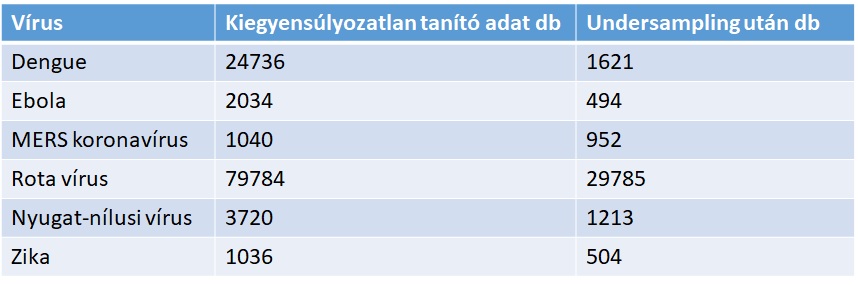 Vírus Kiegyensúlyozatlan tanító adat db Undersampling után db
Dengue 24736 1621
Ebola 2034 494
MERS koronavírus 1040 952
Rota vírus 79784 29785
Nyugat-nílusi vírus 3720 1213
Zika 1036 504